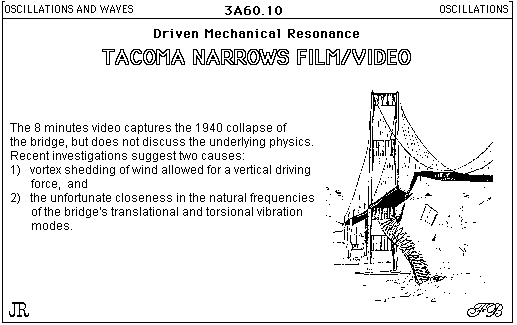 OSCILLATIONS AND WAVES 3A60.10 OSCILLATIONS
Driven Mechanical Resonance
TACOMA NARROWS FILM/VIDEO
The 8 minutes video captures the 1940 collapse of
the bridge, but does not discuss the underlying physics.
Recent investigations suggest two causes:
1) vortex shedding of wind allowed for a vertical driving
force, and
2) the unfortunate closeness in the natural frequencies
of the bridge's translational and torsional vibration
modes.
JR FB